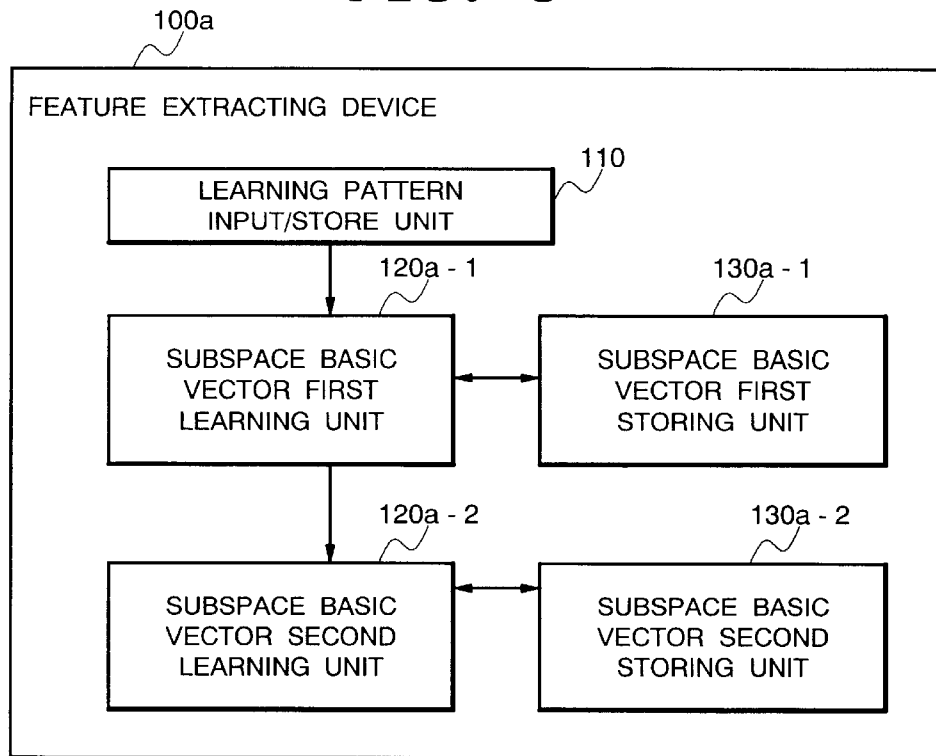 100a
FEATURE EXTRACTING DEVICE
110
LEARNING PATTERN
INPUT/STORE UNIT
120a - 1
130a - 1
SUBSPACE BASIC
VECTOR FIRST
LEARNING UNIT
SUBSPACE BASIC
VECTOR FIRST
STORING UNIT
120a - 2
130a - 2
SUBSPACE BASIC
VECTOR SECOND
LEARNING UNIT
SUBSPACE BASIC
VECTOR SECOND
STORING UNIT